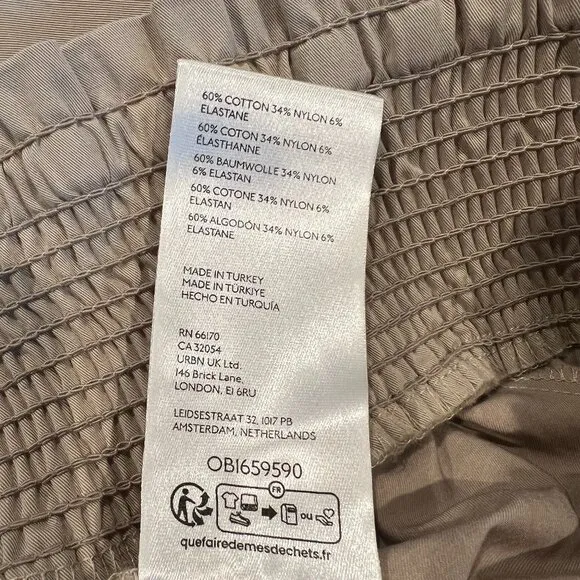 60% COTTON 34% NYLON 6%
ELASTANE
60% COTON 34% NYLON 6%
ÉLASTHANNE
60% BAUMWOLLE 34% NYLON
6% ELASTAN
60% COTONE 34% NYLON 6%
ELASTAN
60% ALGODÓN 34% NYLON 6%
ELASTANE
MADE IN TURKEY
MADE IN TÜRKIYE
HECHO EN TURQUÍA
RN 66170
CA 32054
URBN UK Ltd.
146 Brick Lane,
LONDON, E1 6RU
LEIDSESTRAAT 32, 1017 PB
AMSTERDAM, NETHERLANDS
OB1659590
FR
ou
quefairedemesdechets.fr